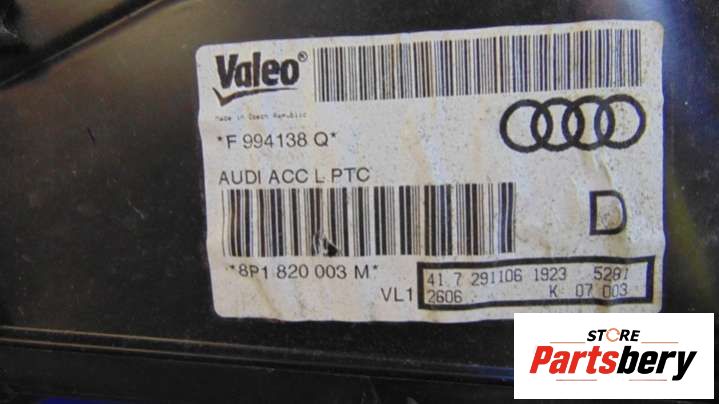 Valeo®
Made in Czech Republic
*F 994138 Q*
AUDI ACC L PTC
D
*8P1 820 003 M*
VL1
41 7 291106 1923 5281
2606 K 07 003
STORE
Partsbery